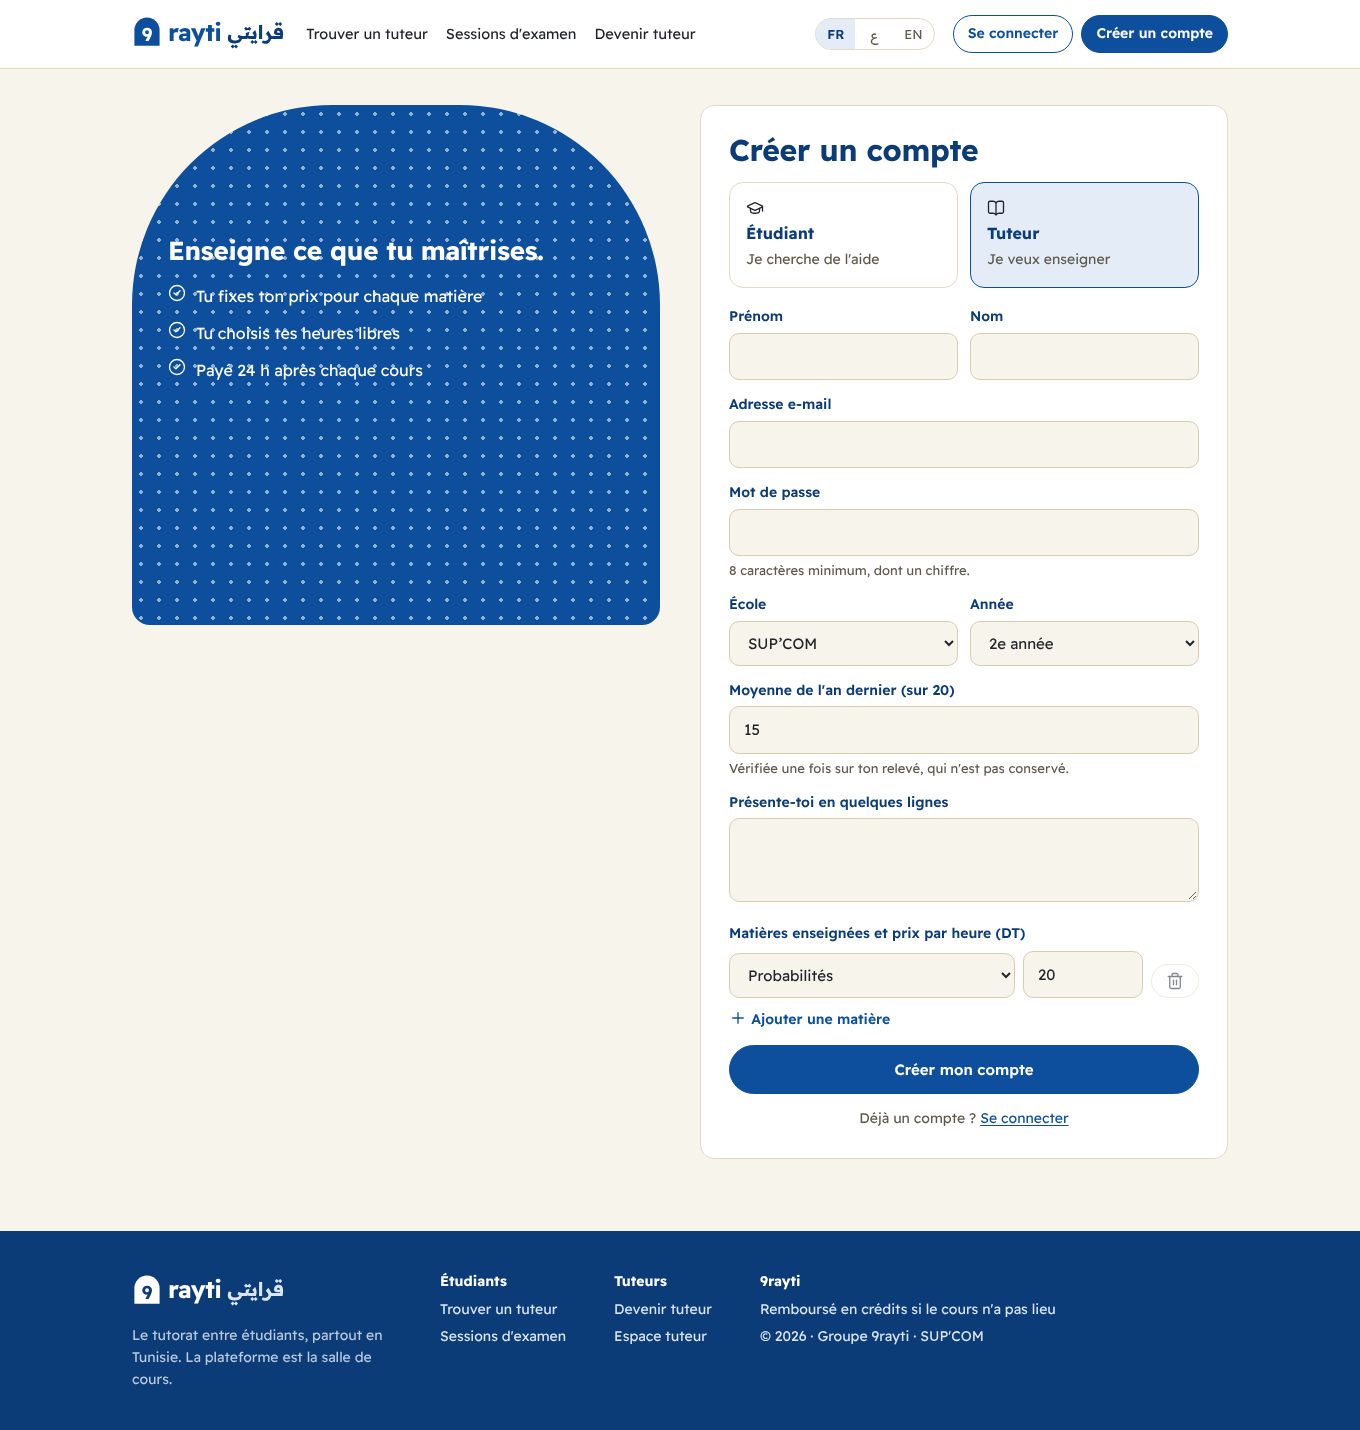 9 rayti قرايتي
Trouver un tuteur
Sessions d'examen
Devenir tuteur
FR
ع
EN
Se connecter
Créer un compte
Enseigne ce que tu maîtrises.
Tu fixes ton prix pour chaque matière
Tu choisis tes heures libres
Payé 24 h après chaque cours
Créer un compte
Étudiant
Je cherche de l'aide
Tuteur
Je veux enseigner
Prénom
Nom
Adresse e-mail
Mot de passe
8 caractères minimum, dont un chiffre.
École
Année
SUP’COM
2e année
Moyenne de l'an dernier (sur 20)
15
Vérifiée une fois sur ton relevé, qui n'est pas conservé.
Présente-toi en quelques lignes
Matières enseignées et prix par heure (DT)
Probabilités
20
Ajouter une matière
Créer mon compte
Déjà un compte ? Se connecter
9 rayti قرايتي
Le tutorat entre étudiants, partout en
Tunisie. La plateforme est la salle de
cours.
Étudiants
Trouver un tuteur
Sessions d'examen
Tuteurs
Devenir tuteur
Espace tuteur
9rayti
Remboursé en crédits si le cours n'a pas lieu
© 2026 · Groupe 9rayti · SUP'COM